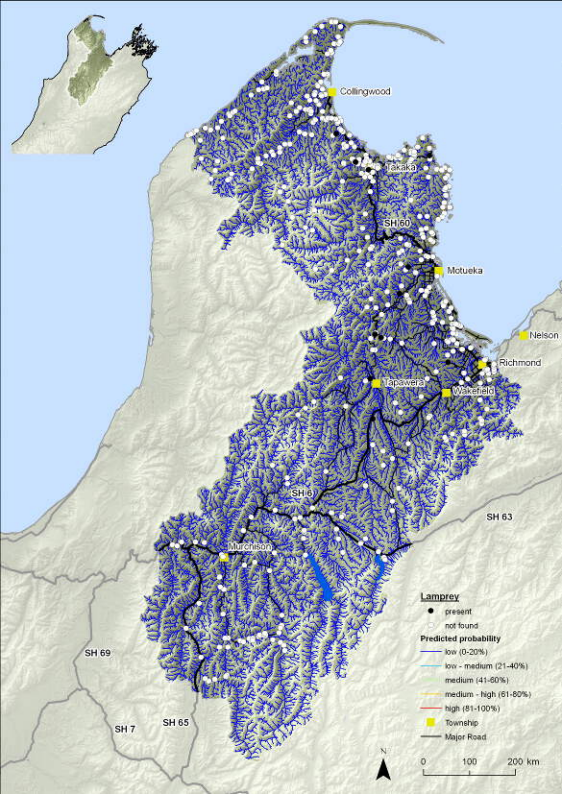 Collingwood
Takaka
SH 60
Motueka
Nelson
Richmond
Tapawera
Wakefield
SH 6
SH 63
Murchison
SH 69
SH 7
SH 65
Lamprey
present
not found
Predicted probability
low (0-20%)
low - medium (21-40%)
medium (41-60%)
medium - high (61-80%)
high (81-100%)
Township
Major Road
N
0 100 200 km